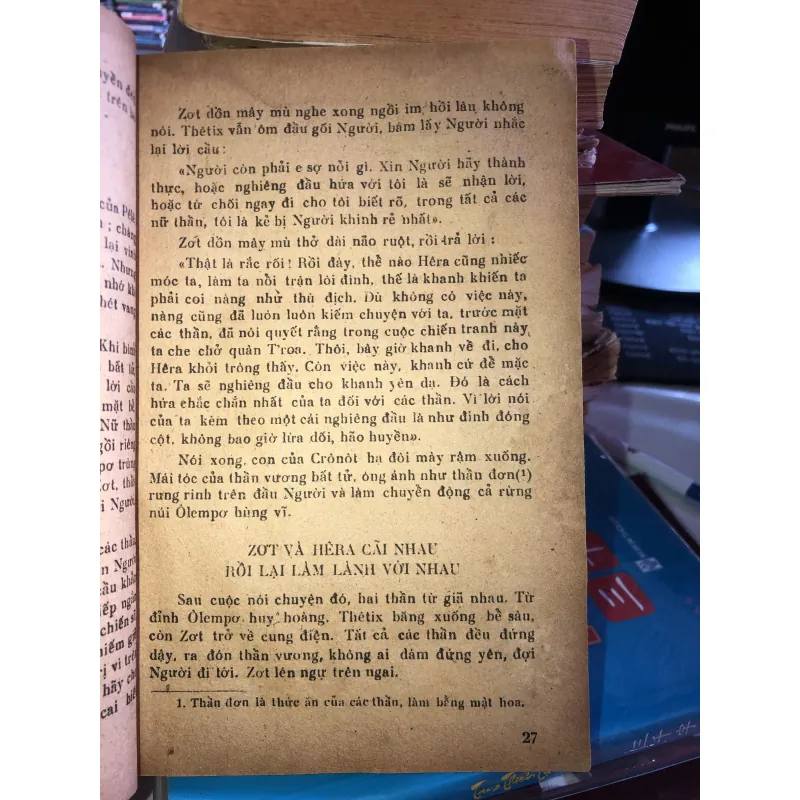 Zơt dồn mây mù nghe xong ngồi im hồi lâu không
nói. Thêtix vẫn ôm đầu gối Người, bám lấy Người nhắc
lại lời cầu:
«Người còn phải e sợ nỗi gì. Xin Người hãy thành
thực, hoặc nghiêng đầu hứa với tôi là sẽ nhận lời,
hoặc từ chối ngay đi cho tôi biết rõ, trong tất cả các
nữ thần, tôi là kẻ bị Người khinh rẻ nhất».
Zơt dồn mây mù thở dài não ruột, rồi trả lời :
«Thật là rắc rối! Rồi đây, thế nào Hêra cũng nhiếc
móc ta, làm ta nổi trận lôi đình, thế là khanh khiến ta
phải coi nàng như thù địch. Dù không có việc này,
nàng cũng đã luôn luôn kiếm chuyện với ta, trước mặt
các thần, đã nói quyết rằng trong cuộc chiến tranh này
ta che chở quân Tơroa. Thôi, bây giờ khanh về đi, cho
Hêra khỏi trông thấy. Còn việc này, khanh cứ để mặc
ta. Ta sẽ nghiêng đầu cho khanh yên dạ. Đó là cách
hứa chắc chắn nhất của ta đối với các thần. Vì lời nói
của ta kèm theo một cái nghiêng đầu là như đinh đóng
cột, không bao giờ lừa dối, hão huyền».
Nói xong, con của Crônôt hạ đôi mày rậm xuống.
Mái tóc của thần vương bất tử, óng ánh như thần đơn(1)
rung rinh trên đầu Người và làm chuyển động cả rừng
núi Ôlempơ hùng vĩ.
ZƠT VÀ HÊRA CÃI NHAU
RỒI LẠI LÀM LÀNH VỚI NHAU
Sau cuộc nói chuyện đó, hai thần từ giã nhau. Từ
đỉnh Ôlempơ huy hoàng. Thêtix băng xuống bể sâu,
còn Zơt trở về cung điện. Tất cả các thần đều đứng
dậy, ra đón thần vương, không ai dám đứng yên, đợi
Người đi tới. Zơt lên ngự trên ngai.
1. Thần đơn là thức ăn của các thần, làm bằng mật hoa.
27
PHILIPS